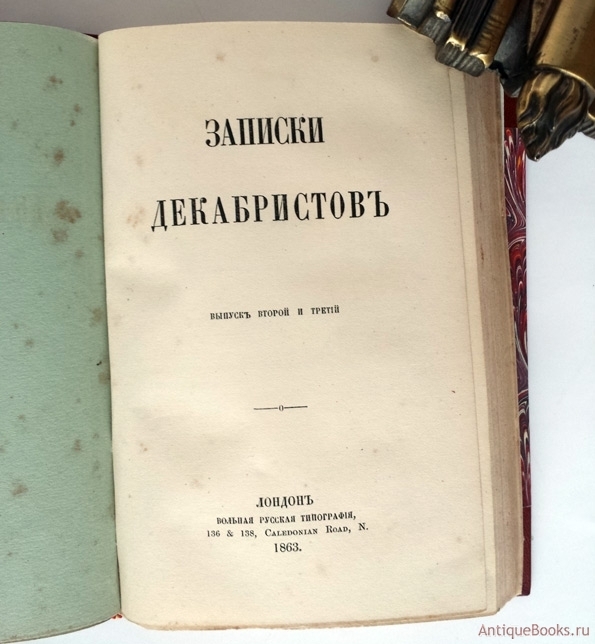 ЗАПИСКИ
ДЕКАБРИСТОВЪ
ВЫПУСКЪ ВТОРОЙ И ТРЕТІЙ
ЛОНДОНЪ
ВОЛЬНАЯ РУССКАЯ ТИПОГРАФІЯ,
136 & 138, CALEDONIAN ROAD, N.
1863.
AntiqueBooks.ru